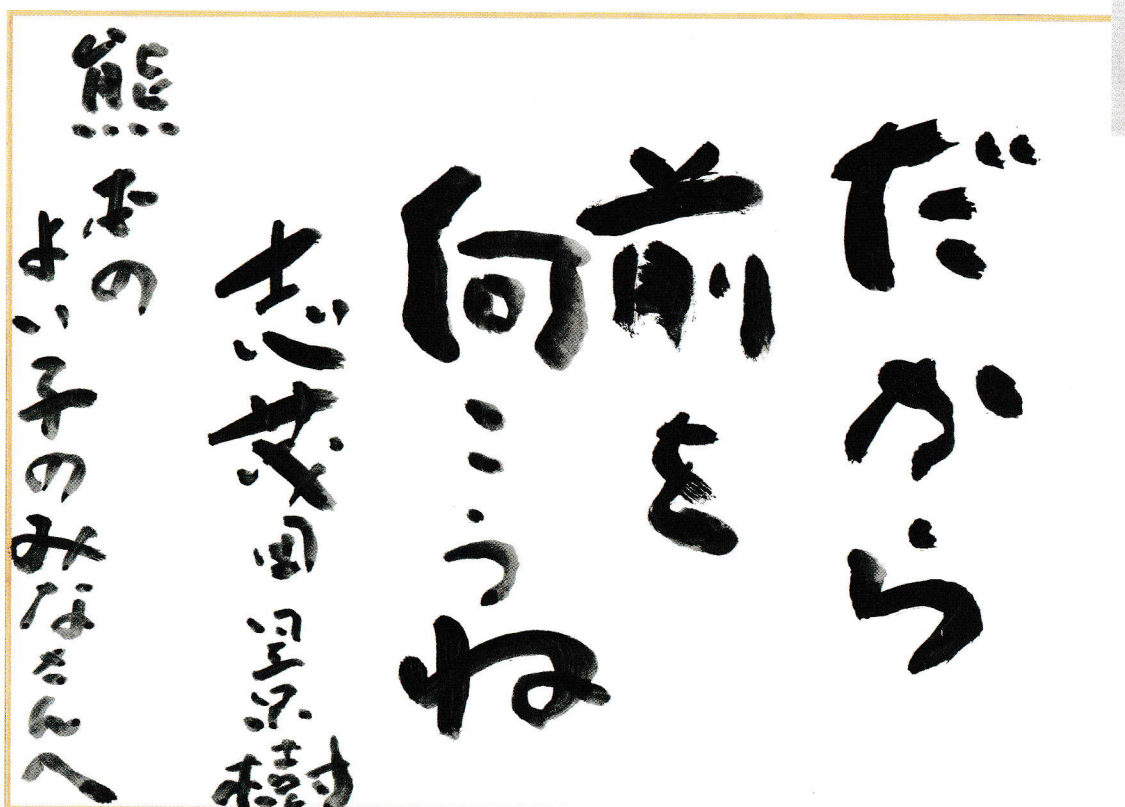 だから
前を
向こうね
志茂田景樹
熊本の
よい子のみなさんへ